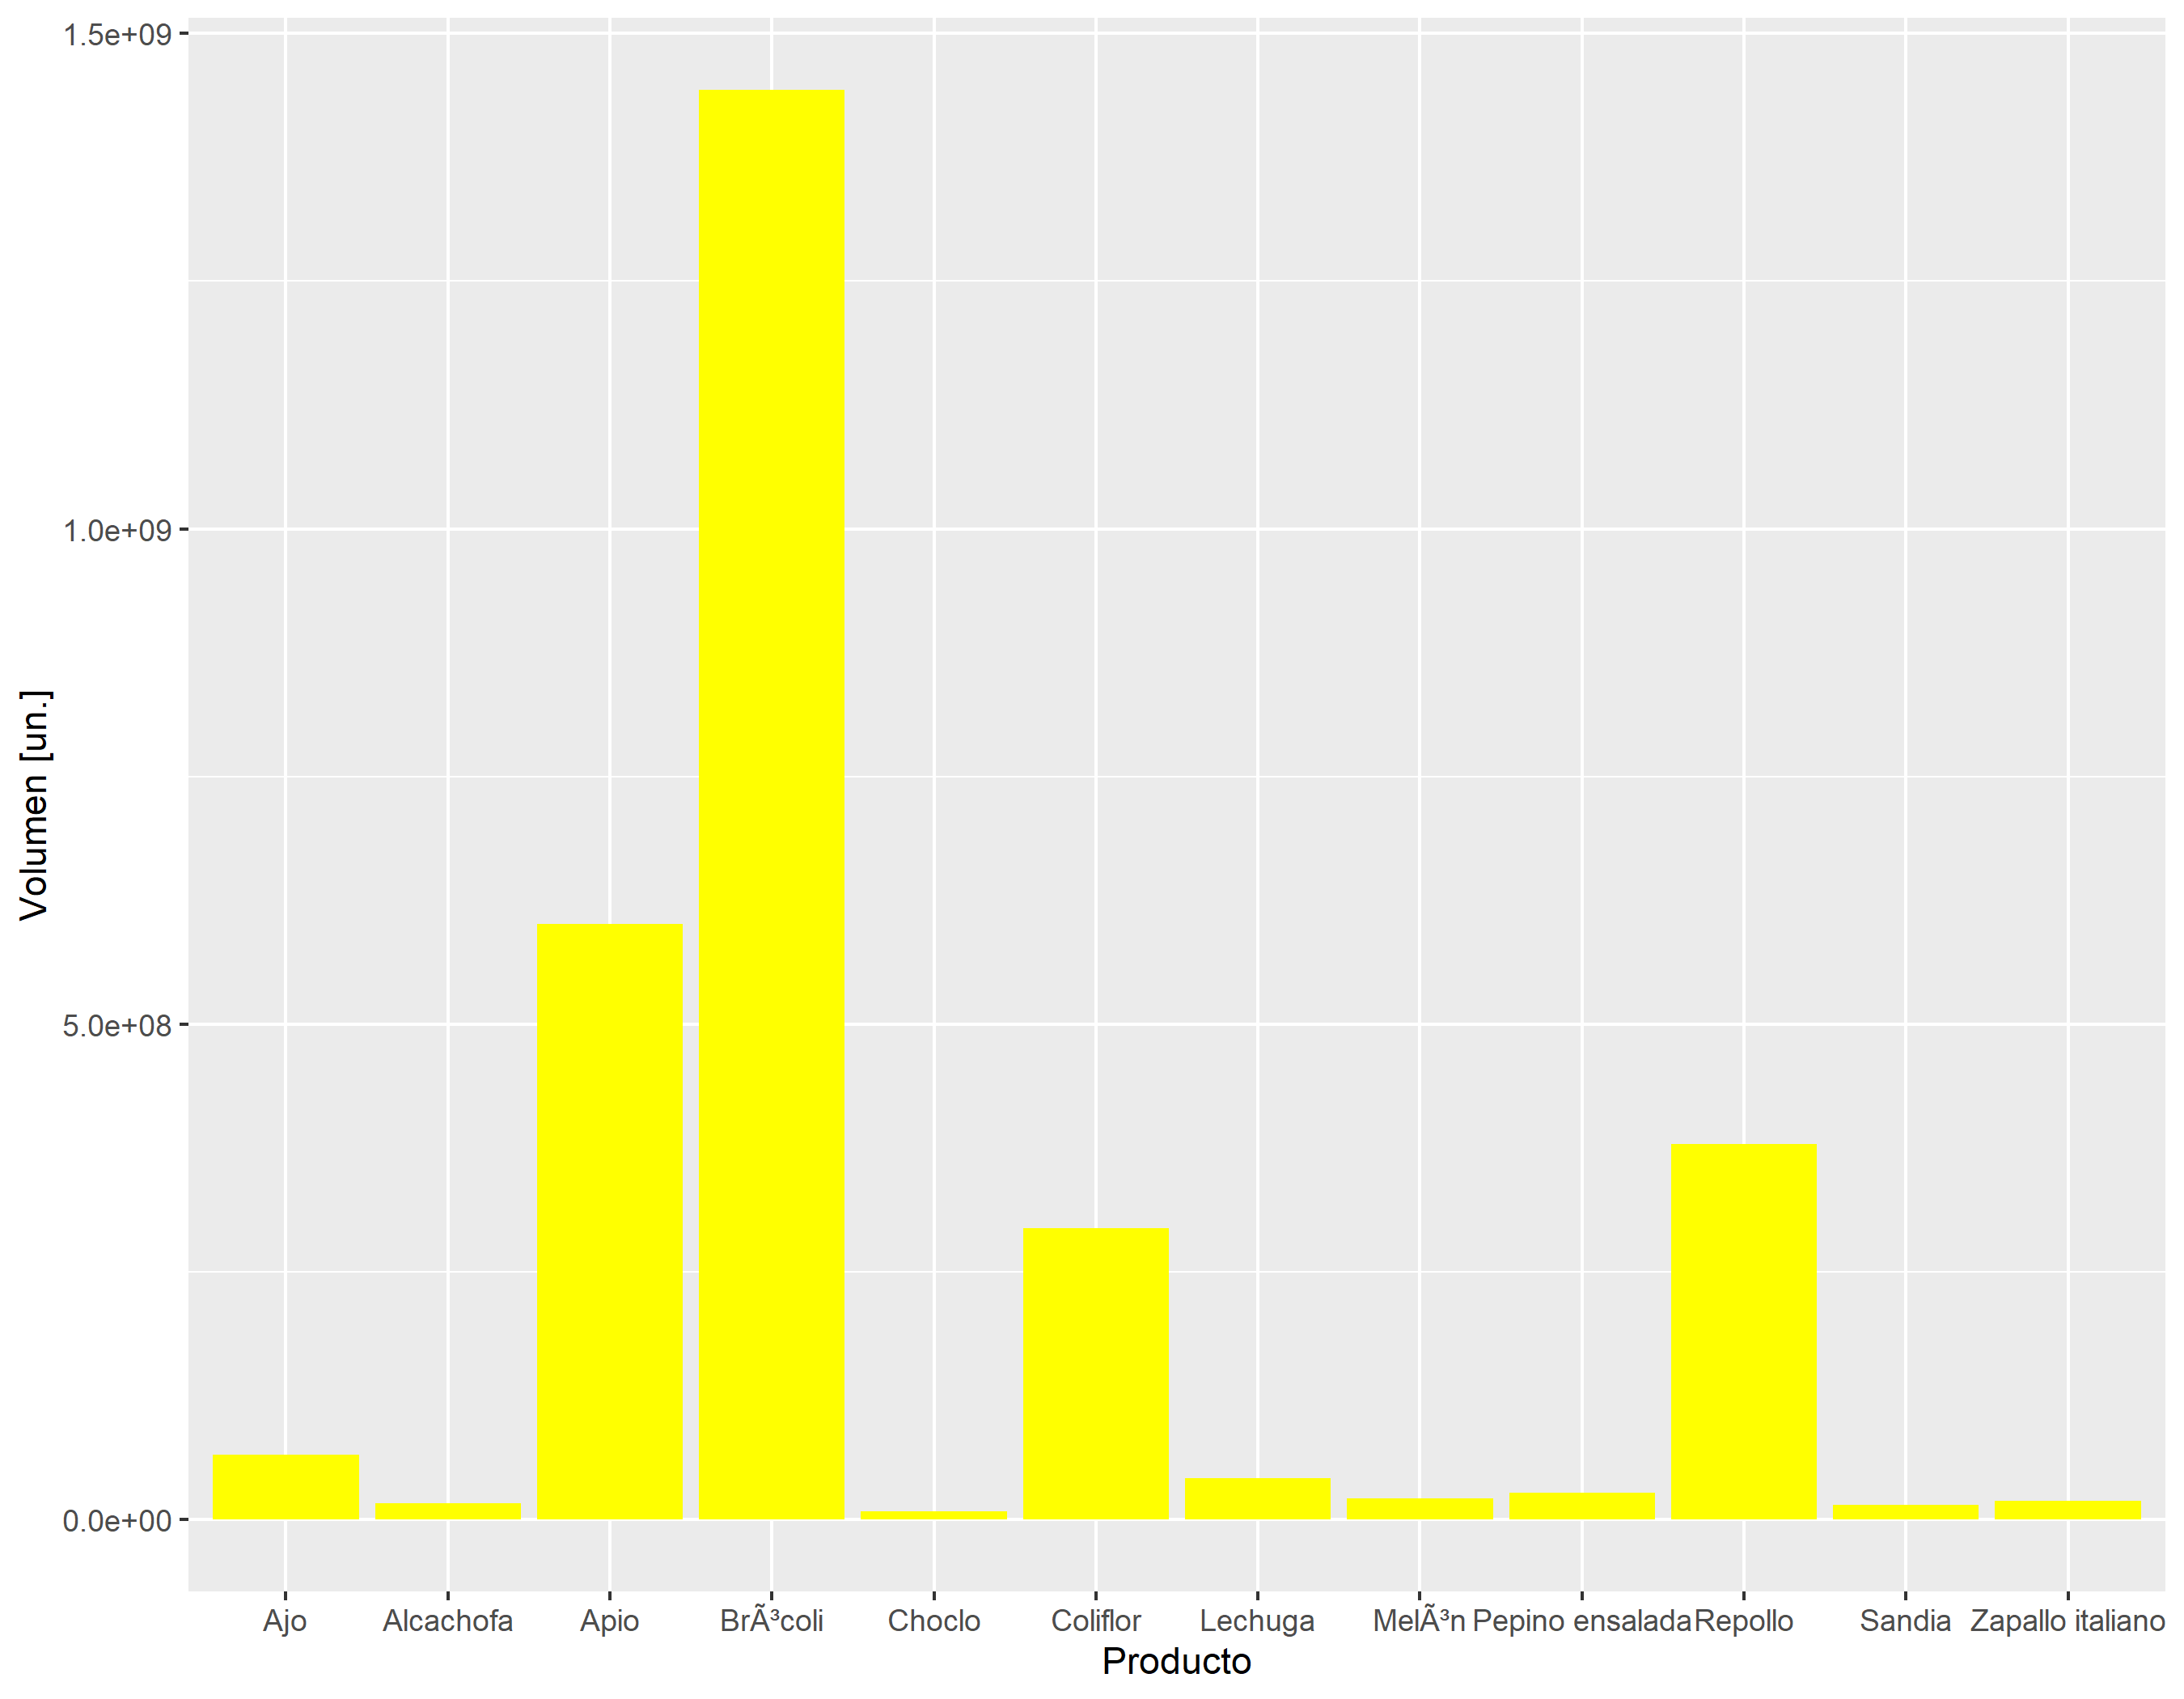 1.5e+09
1.0e+09
5.0e+08
0.0e+00
Volumen [un.]
Ajo Alcachofa Apio BrÃ³coli Choclo Coliflor Lechuga MelÃ³n Pepino ensalada Repollo Sandia Zapallo italiano
Producto